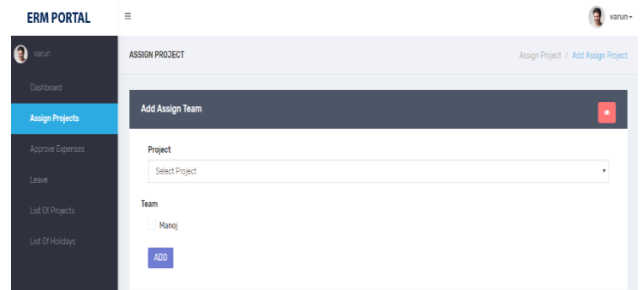 ERM PORTAL
varun
varun
ASSIGN PROJECT
Assign Project / Add Assign Project
Dashboard
Assign Projects
Approve Expenses
Leave
List Of Projects
List Of Holidays
Add Assign Team
Project
Select Project
Team
Manoj
ADD